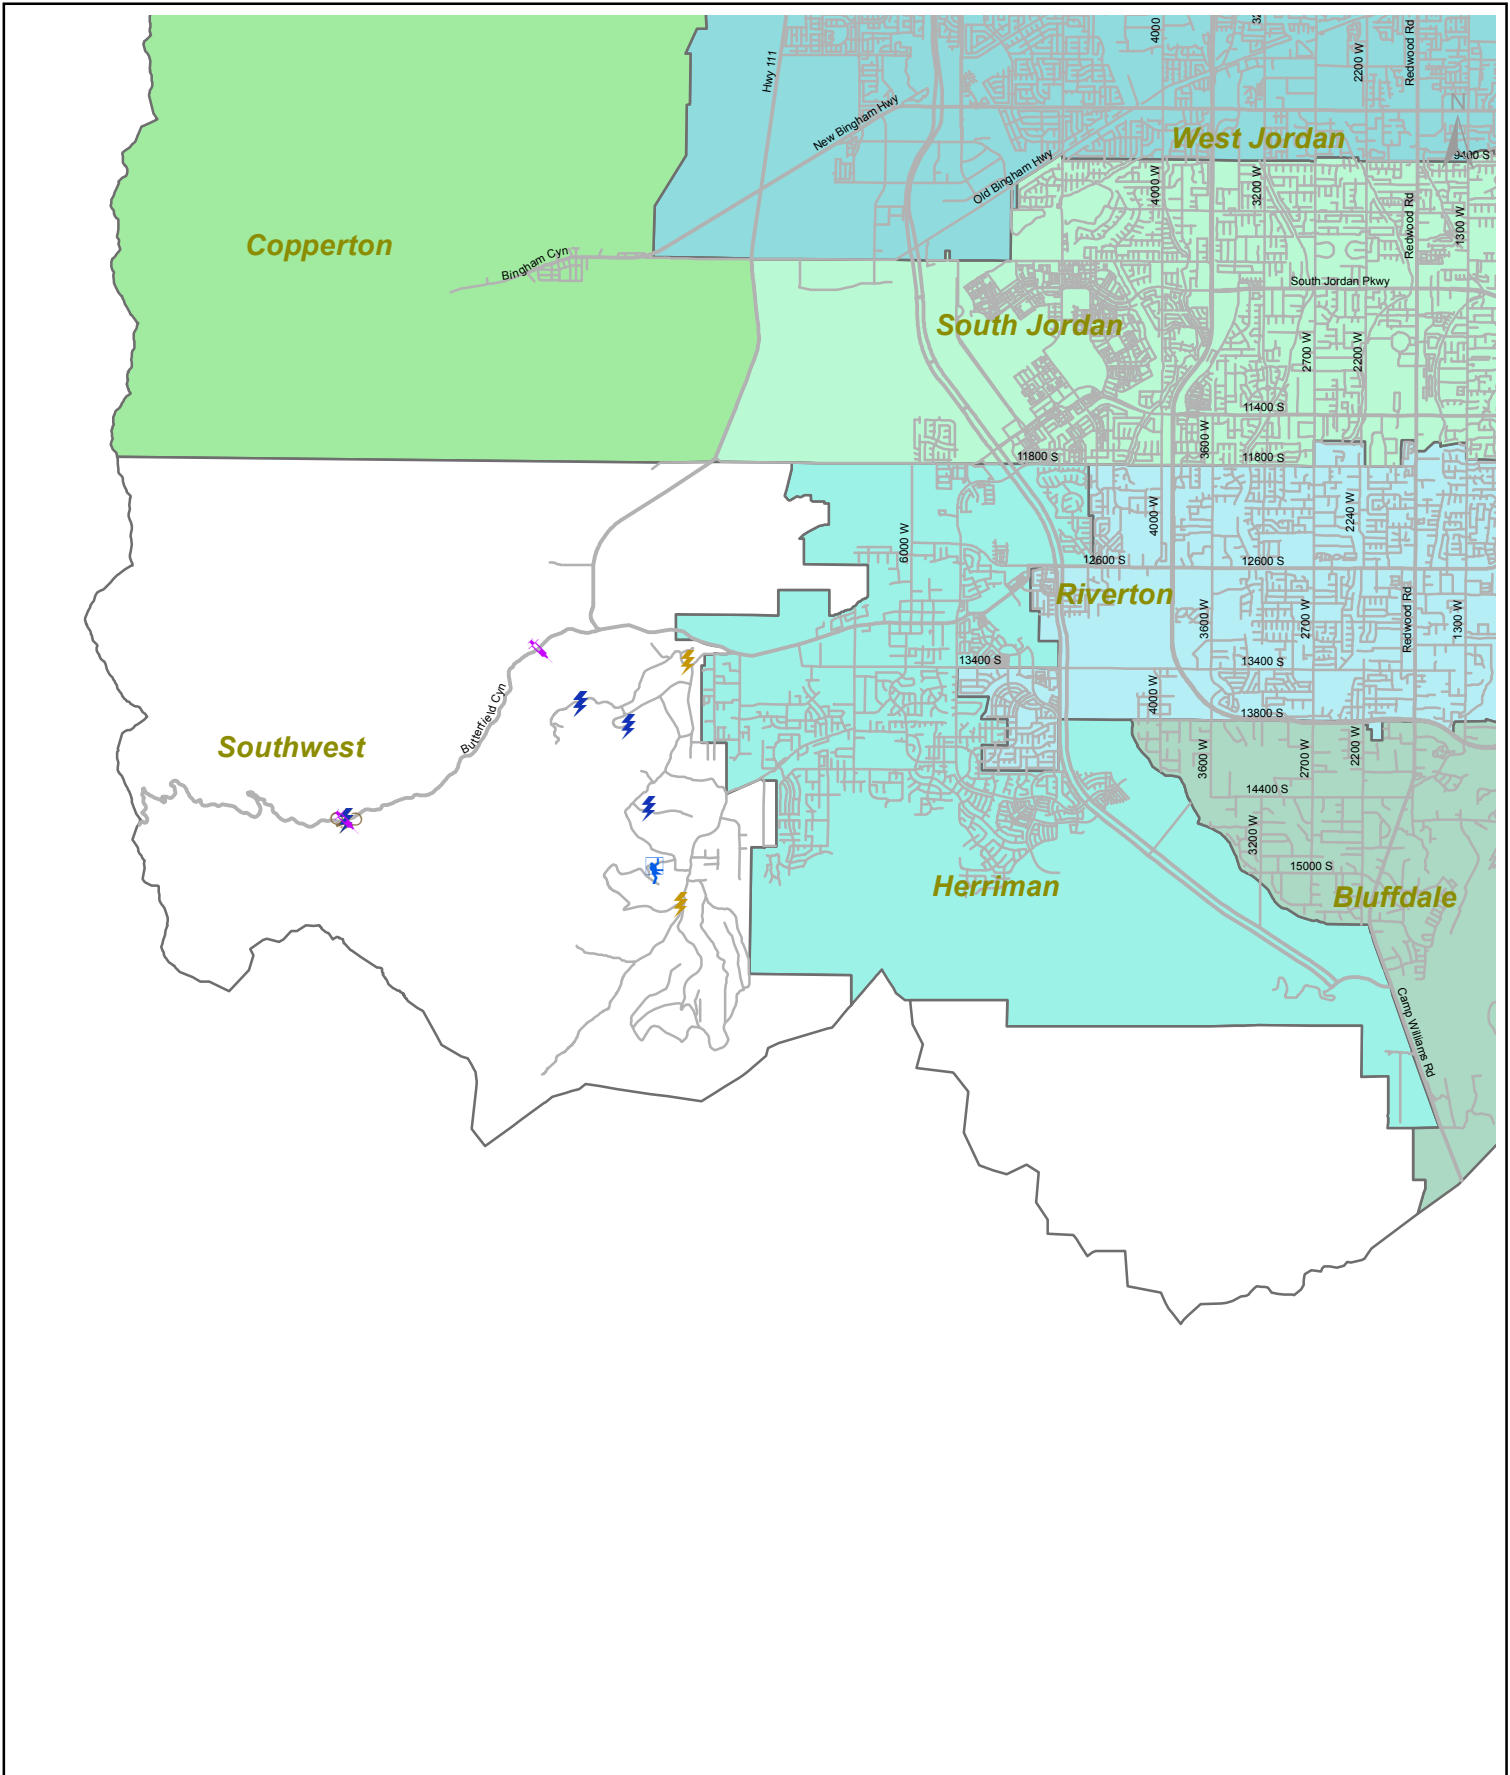 4000
32
2200 W
Redwood Rd
Hwy 111
New Bingham Hwy
N
West Jordan
9400 S
Old Bingham Hwy
4000 W
3200 W
Redwood Rd
1300 W
Copperton
Bingham Cyn
South Jordan Pkwy
South Jordan
2700 W
2200 W
11400 S
3600 W
11800 S
11800 S
6000 W
4000 W
2240 W
12600 S
12600 S
Riverton
3600 W
2700 W
Redwood Rd
1300 W
13400 S
13400 S
4000 W
13800 S
Butterfield Cyn
Southwest
3600 W
2700 W
2200 W
14400 S
3200 W
15000 S
Herriman
Bluffdale
Camp Williams Rd